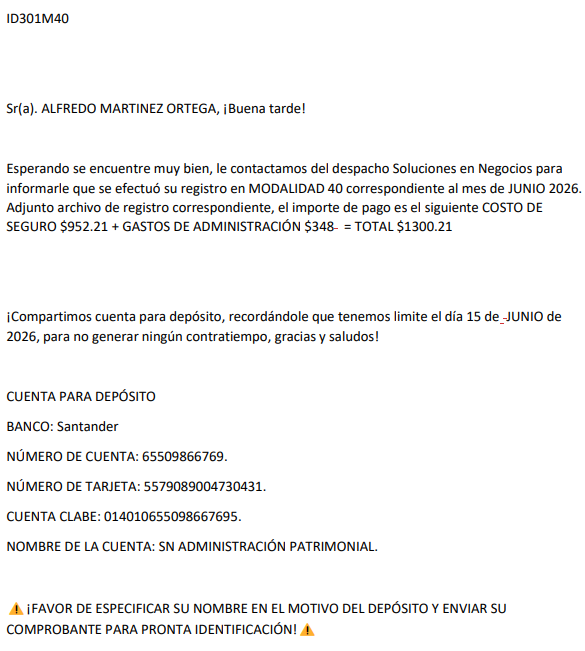 ID301M40
Sr(a). ALFREDO MARTINEZ ORTEGA, ¡Buena tarde!
Esperando se encuentre muy bien, le contactamos del despacho Soluciones en Negocios para
informarle que se efectuó su registro en MODALIDAD 40 correspondiente al mes de JUNIO 2026.
Adjunto archivo de registro correspondiente, el importe de pago es el siguiente COSTO DE
SEGURO $952.21 + GASTOS DE ADMINISTRACIÓN $348- = TOTAL $1300.21
¡Compartimos cuenta para depósito, recordándole que tenemos limite el día 15 de_-JUNIO de
2026, para no generar ningún contratiempo, gracias y saludos!
CUENTA PARA DEPÓSITO
BANCO: Santander
NÚMERO DE CUENTA: 65509866769.
NÚMERO DE TARJETA: 5579089004730431.
CUENTA CLABE: 014010655098667695.
NOMBRE DE LA CUENTA: SN ADMINISTRACIÓN PATRIMONIAL.
⚠️ ¡FAVOR DE ESPECIFICAR SU NOMBRE EN EL MOTIVO DEL DEPÓSITO Y ENVIAR SU
COMPROBANTE PARA PRONTA IDENTIFICACIÓN! ⚠️